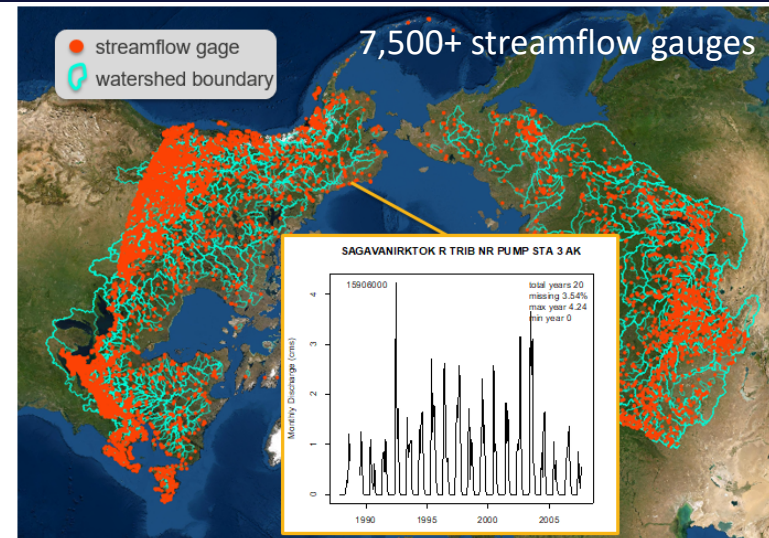 7,500+ streamflow gauges
streamflow gage
watershed boundary
SAGAVANIRKTOK R TRIB NR PUMP STA 3 AK
15906000
total years 20
missing 3.54%
max year 4.24
min year 0
Monthly Discharge (cms)
4
3
2
1
0
1990 1995 2000 2005